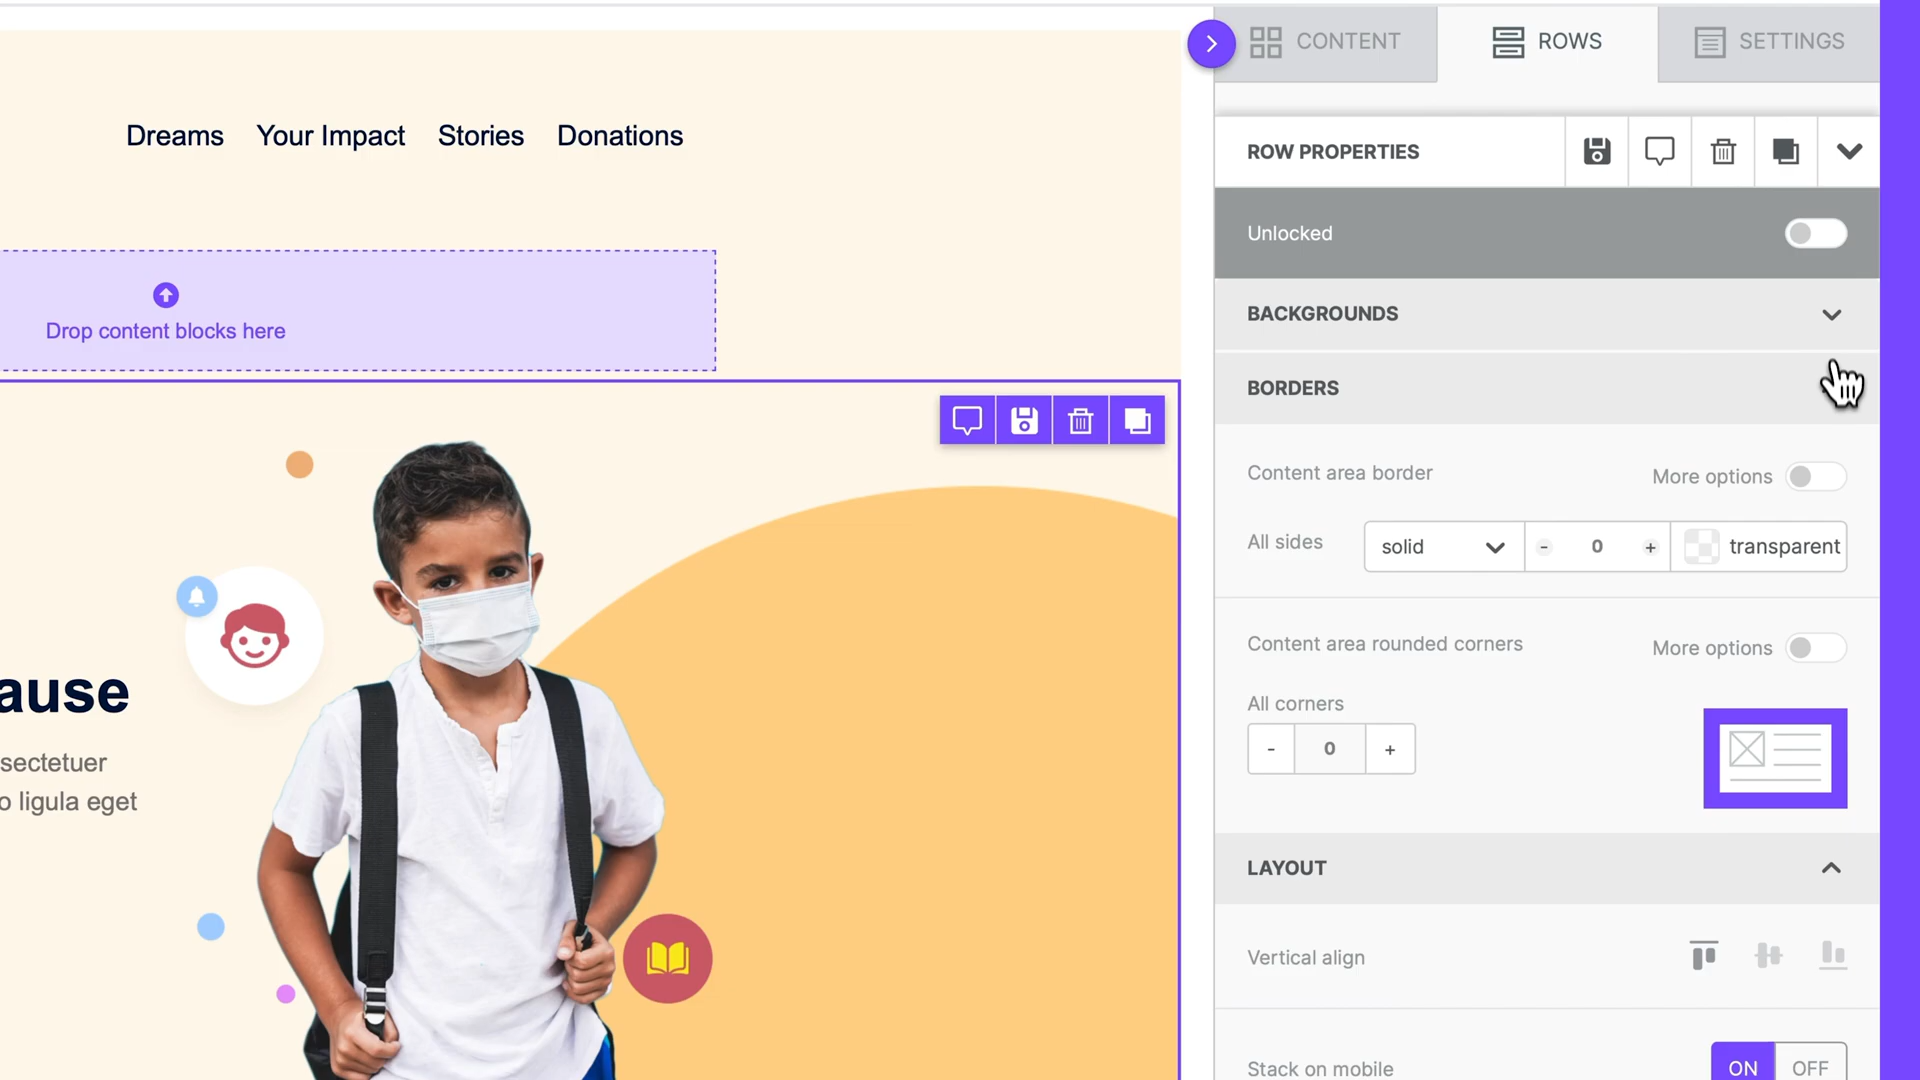 CONTENT
ROWS
SETTINGS
Dreams Your Impact Stories Donations
ROW PROPERTIES
Unlocked
Drop content blocks here
BACKGROUNDS
BORDERS
Content area border
More options
All sides
solid
- 0 +
transparent
Content area rounded corners
More options
All corners
- 0 +
ause
sectetuer
o ligula eget
LAYOUT
Vertical align
Stack on mobile
ON OFF